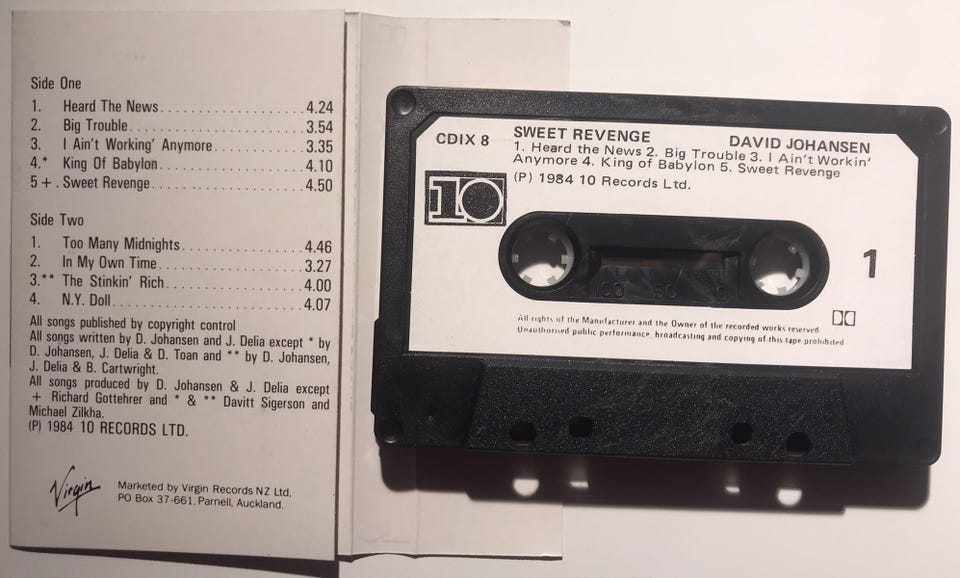 Side One
1. Heard The News..................4.24
2. Big Trouble.......................3.54
3. I Ain't Working' Anymore..........3.35
4.* King Of Babylon..................4.10
5+. Sweet Revenge...................4.50
Side Two
1. Too Many Midnights...............4.46
2. In My Own Time...................3.27
3.** The Stinkin' Rich................4.00
4. N.Y. Doll.........................4.07
All songs published by copyright control
All songs written by D. Johansen and J. Delia except * by
D. Johansen, J. Delia & D. Toan and ** by D. Johansen,
J. Delia & B. Cartwright.
All songs produced by D. Johansen & J. Delia except
+ Richard Gottehrer and * & ** Davitt Sigerson and
Michael Zilkha.
(P) 1984 10 RECORDS LTD.
Virgin
Marketed by Virgin Records NZ Ltd,
PO Box 37-661, Parnell, Auckland.
CDIX 8 SWEET REVENGE DAVID JOHANSEN
1. Heard the News 2. Big Trouble 3. I Ain't Workin'
Anymore 4. King of Babylon 5. Sweet Revenge
(P) 1984 10 Records Ltd.
10
1
100 50 0
All rights of the Manufacturer and the Owner of the recorded works reserved
Unauthorised public performance, broadcasting and copying of this tape prohibited